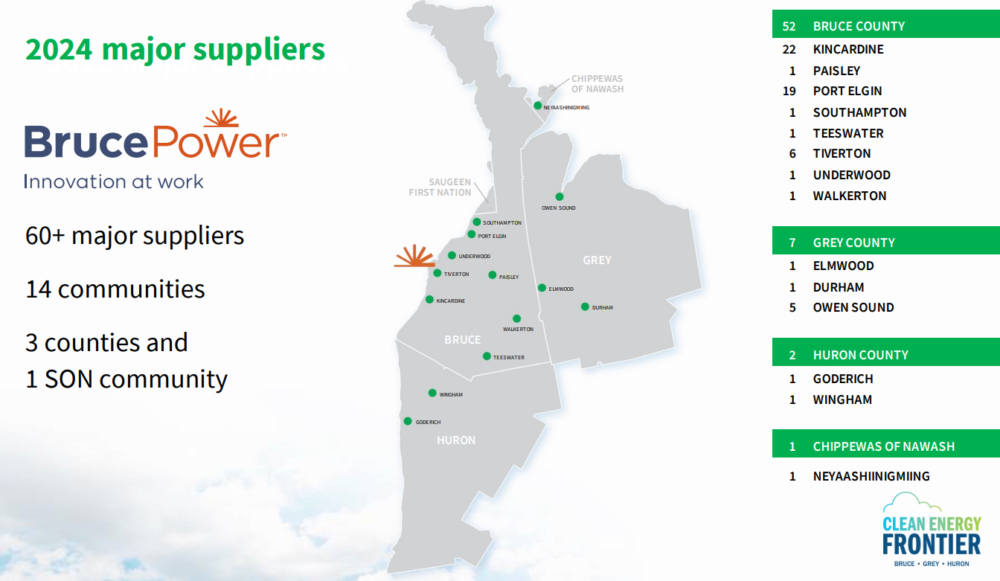 2024 major suppliers
BrucePower™
Innovation at work
60+ major suppliers
14 communities
3 counties and
1 SON community
CHIPPEWAS
OF NAWASH
NEYAASHIINIGMIING
SAUGEEN
FIRST NATION
OWEN SOUND
SOUTHAMPTON
PORT ELGIN
UNDERWOOD
GREY
TIVERTON
PAISLEY
ELMWOOD
KINCARDINE
DURHAM
WALKERTON
BRUCE
TEESWATER
WINGHAM
GODERICH
HURON
52 BRUCE COUNTY
22 KINCARDINE
1 PAISLEY
19 PORT ELGIN
1 SOUTHAMPTON
1 TEESWATER
6 TIVERTON
1 UNDERWOOD
1 WALKERTON
7 GREY COUNTY
1 ELMWOOD
1 DURHAM
5 OWEN SOUND
2 HURON COUNTY
1 GODERICH
1 WINGHAM
1 CHIPPEWAS OF NAWASH
1 NEYAASHIINIGMIING
CLEAN ENERGY
FRONTIER
BRUCE • GREY • HURON